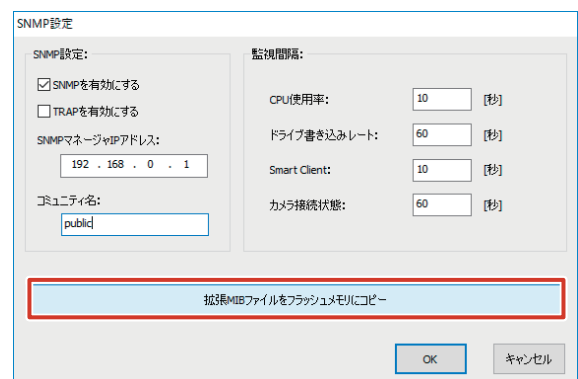 SNMP設定
SNMP設定:
☑SNMPを有効にする
☐TRAPを有効にする
SNMPマネージャIPアドレス:
192 . 168 . 0 . 1
コミュニティ名:
public
監視間隔:
CPU使用率: 10 [秒]
ドライブ書き込みレート: 60 [秒]
Smart Client: 10 [秒]
カメラ接続状態: 60 [秒]
拡張MIBファイルをフラッシュメモリにコピー
OK キャンセル